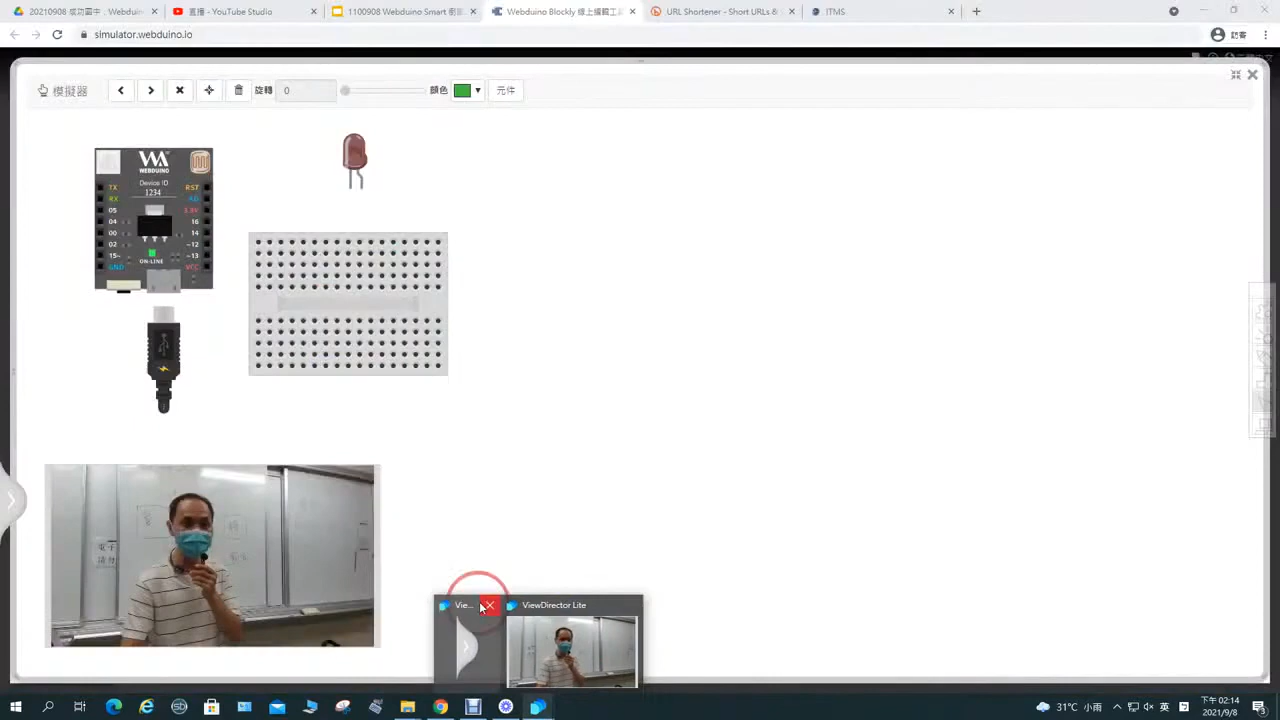 20210908 成功國中 , Webduin
直播 - YouTube Studio
1100908 Webduino Smart
Webduino Blockly 線上編輯工具
URL Shortener - Short URLs &
ITMS
simulator.webduino.io
訪客
模擬器
旋轉
0
顏色
元件
WEBDUINO
Device ID
1234
TX
RST
RX
AD
05
3.3V
04
16
00
14
02
~12
15~
~13
GND
ON-LINE
VCC
Vie...
ViewDirector Lite
31°C 小雨
英
下午 02:14
2021/9/8